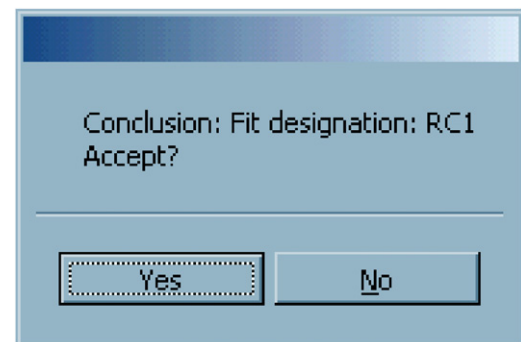 Conclusion: Fit designation: RC1
Accept?
Yes
No